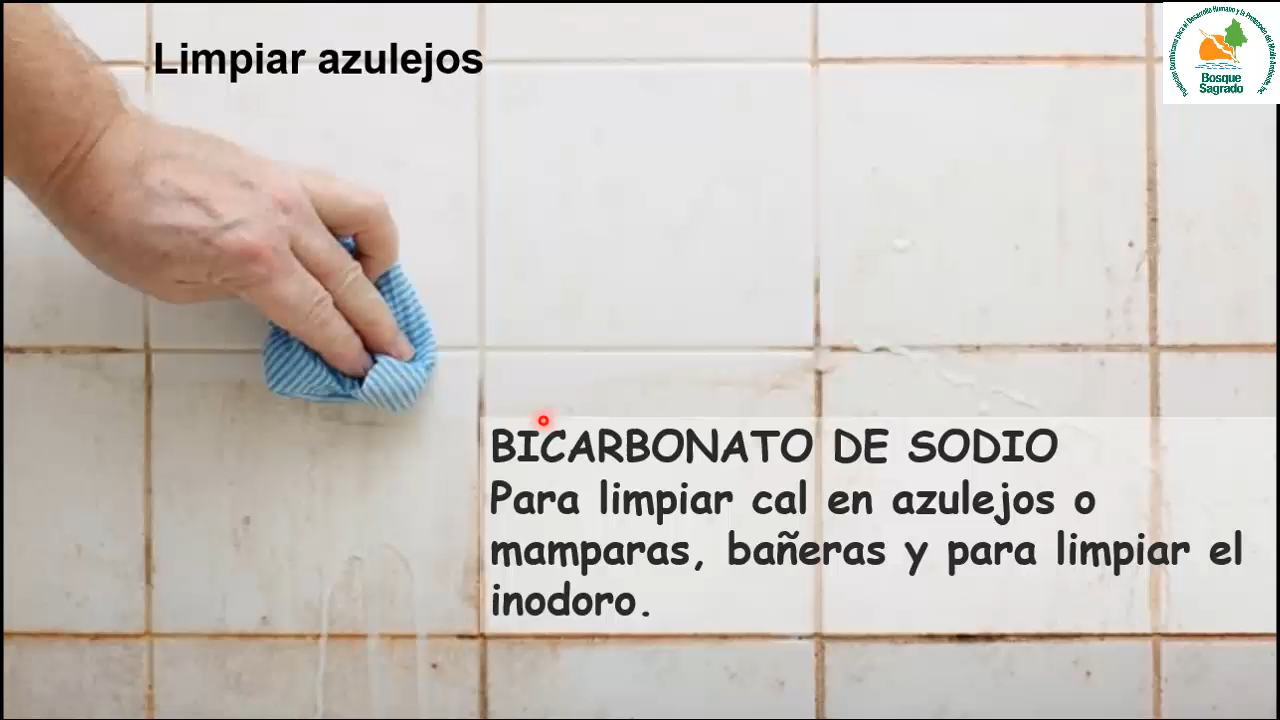 Limpiar azulejos
Bosque
Sagrado
BICARBONATO DE SODIO
Para limpiar cal en azulejos o
mamparas, bañeras y para limpiar el
inodoro.